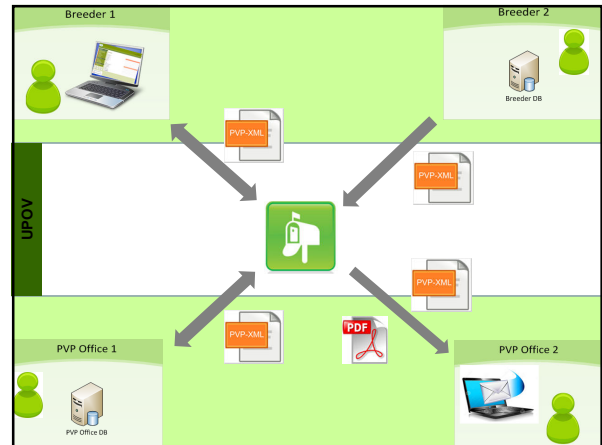 Breeder 1
Breeder 2
Breeder DB
PVP-XML
PVP-XML
UPOV
PVP-XML
PVP-XML
PDF
PVP Office 1
PVP Office 2
PVP Office DB